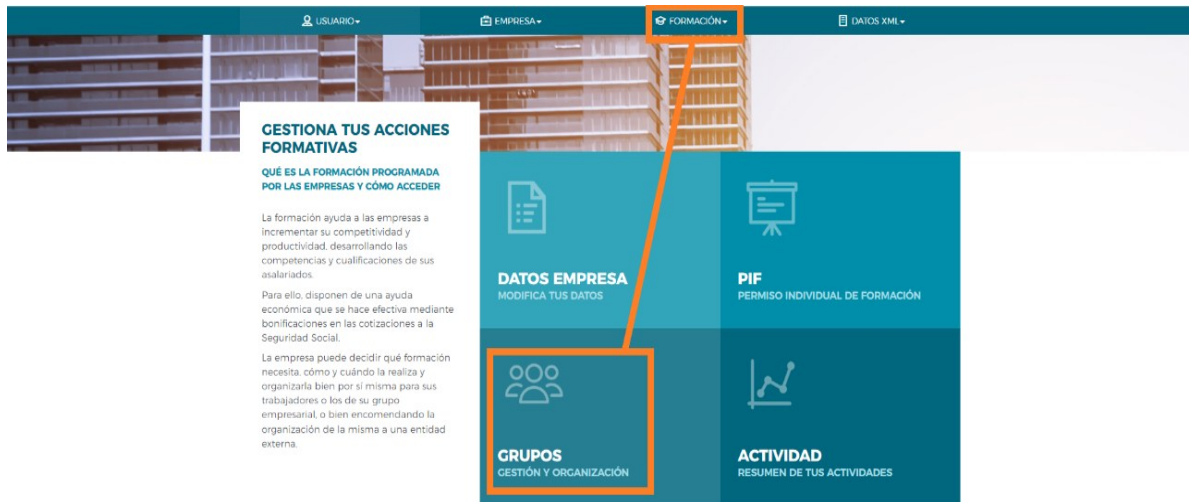 USUARIO
EMPRESA
FORMACIÓN
DATOS XML
GESTIONA TUS ACCIONES
FORMATIVAS
QUÉ ES LA FORMACIÓN PROGRAMADA
POR LAS EMPRESAS Y CÓMO ACCEDER
La formación ayuda a las empresas a
incrementar su competitividad y
productividad, desarrollando las
competencias y cualificaciones de sus
asalariados.
Para ello, disponen de una ayuda
económica que se hace efectiva mediante
bonificaciones en las cotizaciones a la
Seguridad Social.
La empresa puede decidir qué formación
necesita, cómo y cuándo la realiza y
organizarla bien por sí misma para sus
trabajadores o los de su grupo
empresarial, o bien encomendando la
organización de la misma a una entidad
externa.
DATOS EMPRESA
MODIFICA TUS DATOS
PIF
PERMISO INDIVIDUAL DE FORMACIÓN
GRUPOS
GESTIÓN Y ORGANIZACIÓN
ACTIVIDAD
RESUMEN DE TUS ACTIVIDADES